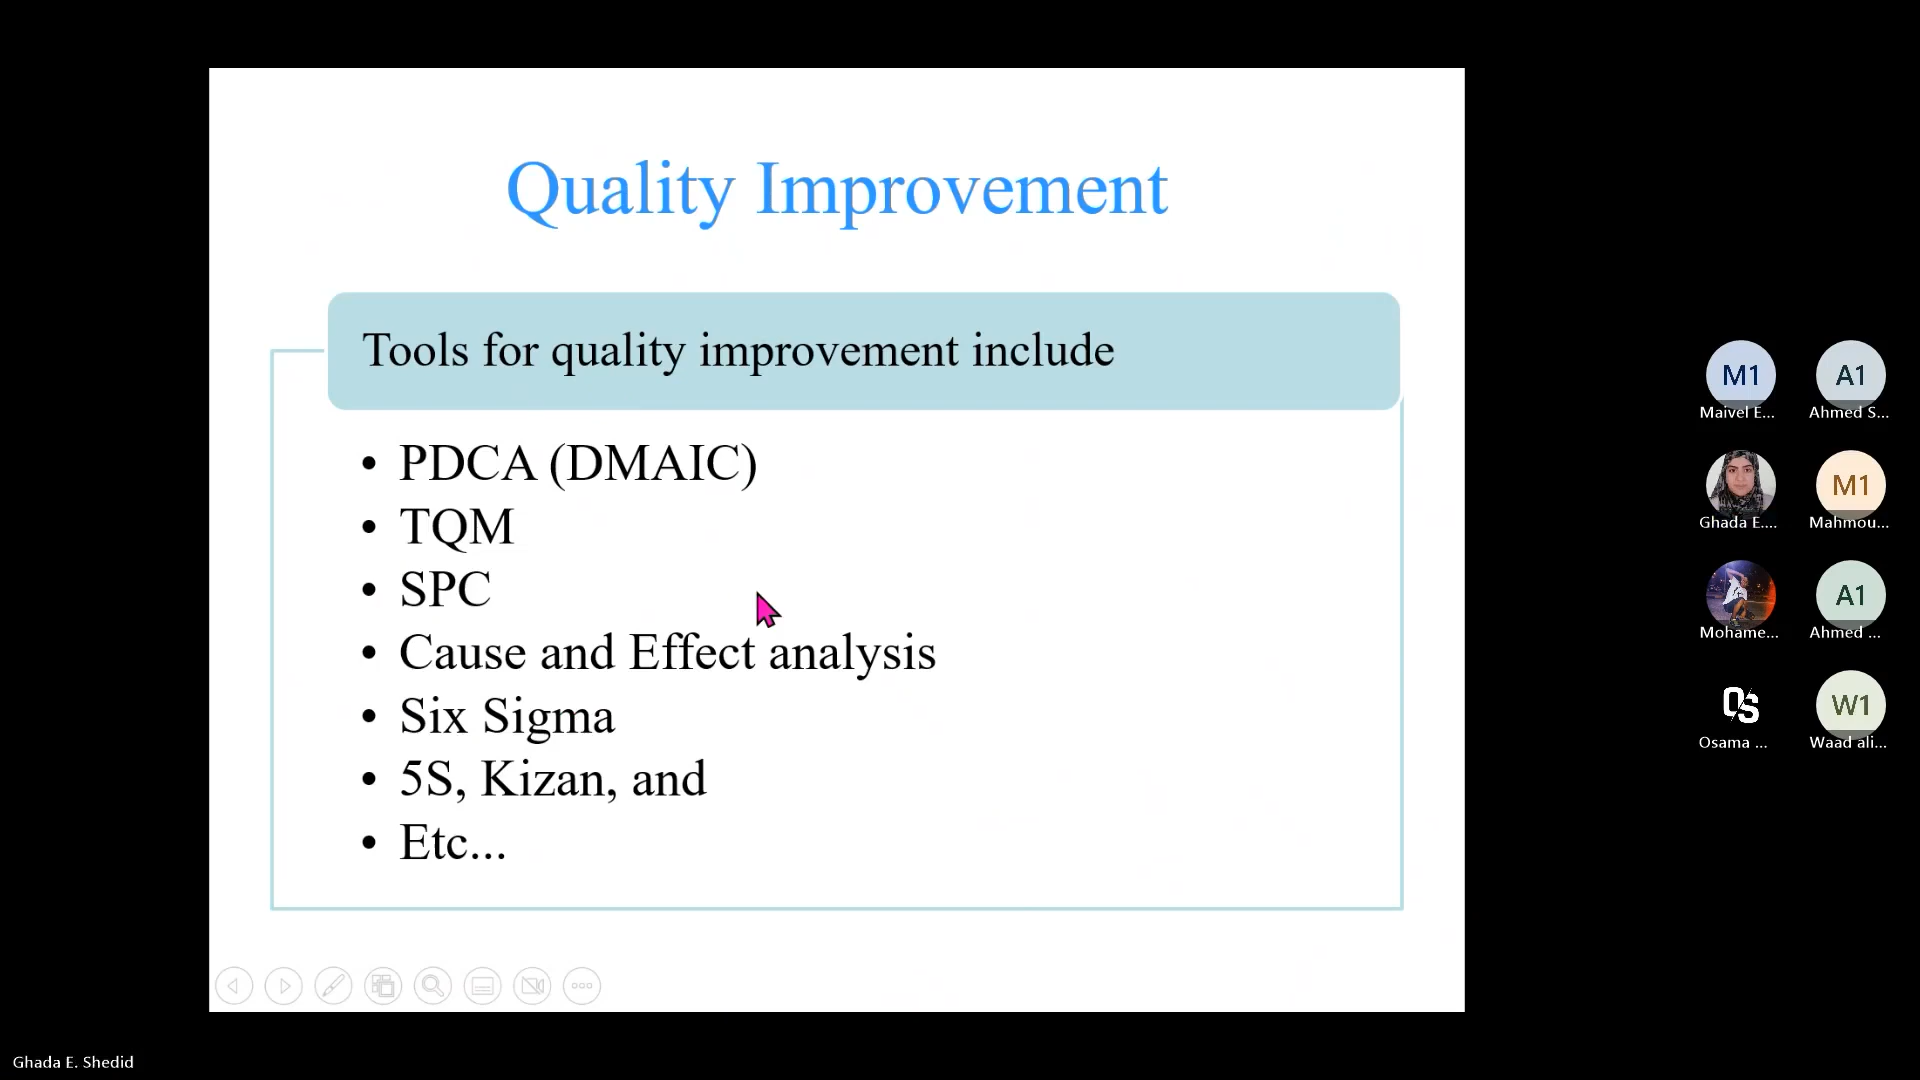 Quality Improvement
Tools for quality improvement include
• PDCA (DMAIC)
• TQM
• SPC
• Cause and Effect analysis
• Six Sigma
• 5S, Kizan, and
• Etc...
M1
Maivel E...
A1
Ahmed S...
Ghada E....
M1
Mahmou...
Mohame...
A1
Ahmed ...
OS
Osama ...
W1
Waad ali...
Ghada E. Shedid